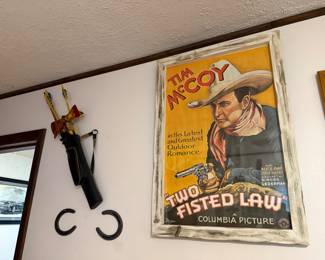 TIM
McCOY
in His Latest
and Greatest
Outdoor
Romance
TWO
FISTED LAW
A
COLUMBIA PICTURE